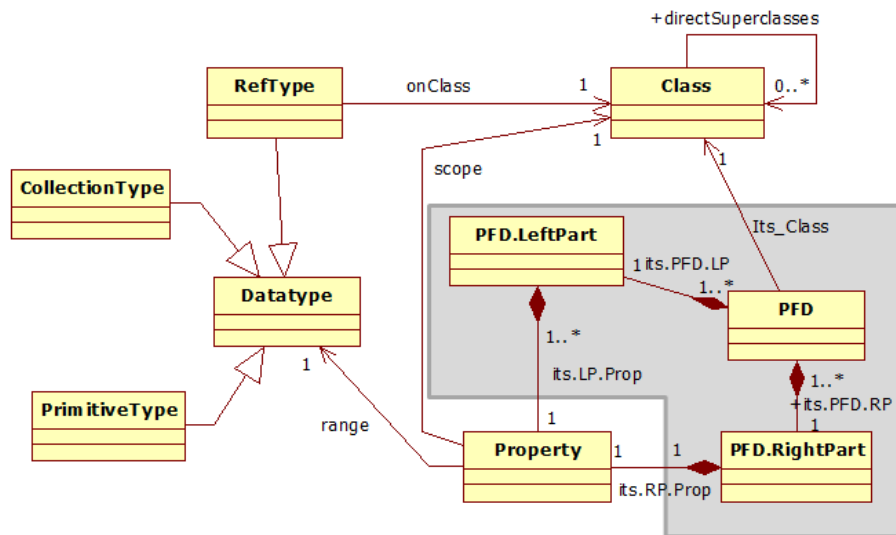 +directSuperclasses
RefType
onClass
1
Class
0..*
1
1
scope
CollectionType
PFD.LeftPart
Its_Class
1
its.PFD.LP
1..*
Datatype
PFD
1..*
1
1..*
its.LP.Prop
PrimitiveType
+its.PFD.RP
range
1
1
Property
1
1
PFD.RightPart
its.RP.Prop